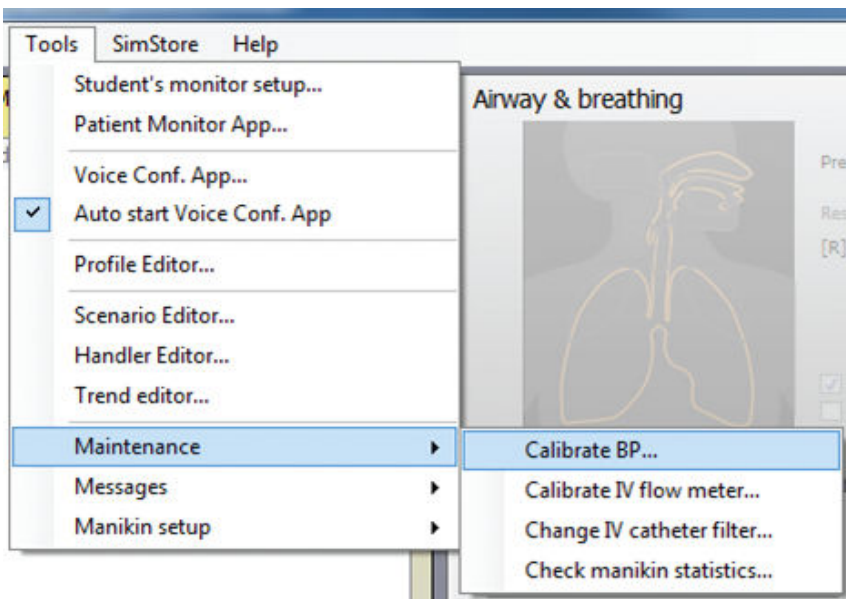 Tools SimStore Help
Student's monitor setup...
Patient Monitor App...
Voice Conf. App...
Auto start Voice Conf. App
Profile Editor...
Scenario Editor...
Handler Editor...
Trend editor...
Maintenance
Messages
Manikin setup
Airway & breathing
[R]
Calibrate BP...
Calibrate IV flow meter...
Change IV catheter filter...
Check manikin statistics...